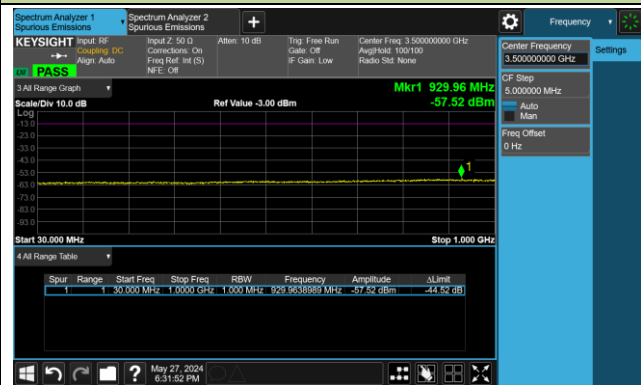 Spectrum Analyzer 1
Spurious Emissions
Spectrum Analyzer 2
Spurious Emissions
+
Frequency
KEYSIGHT
Input: RF
Coupling: DC
Align: Auto
Input Z: 50 Ω
Corrections: On
Freq Ref: Int (S)
NFE: Off
Atten: 10 dB
Trig: Free Run
Gate: Off
IF Gain: Low
Center Freq: 3.500000000 GHz
Avg|Hold: 100/100
Radio Std: None
PASS
Center Frequency
3.500000000 GHz
Settings
CF Step
5.000000 MHz
Auto
Man
Freq Offset
0 Hz
3 All Range Graph
Mkr1 929.96 MHz
-57.52 dBm
Scale/Div 10.0 dB
Ref Value -3.00 dBm
Log
-13.0
-23.0
-33.0
-43.0
-53.0
-63.0
-73.0
-83.0
-93.0
1
Start 30.000 MHz
Stop 1.000 GHz
4 All Range Table
Spur Range Start Freq Stop Freq RBW Frequency Amplitude ΔLimit
1 1 30.000 MHz 1.0000 GHz 1.000 MHz 929.9638989 MHz -57.52 dBm -44.52 dB
?
May 27, 2024
6:31:52 PM